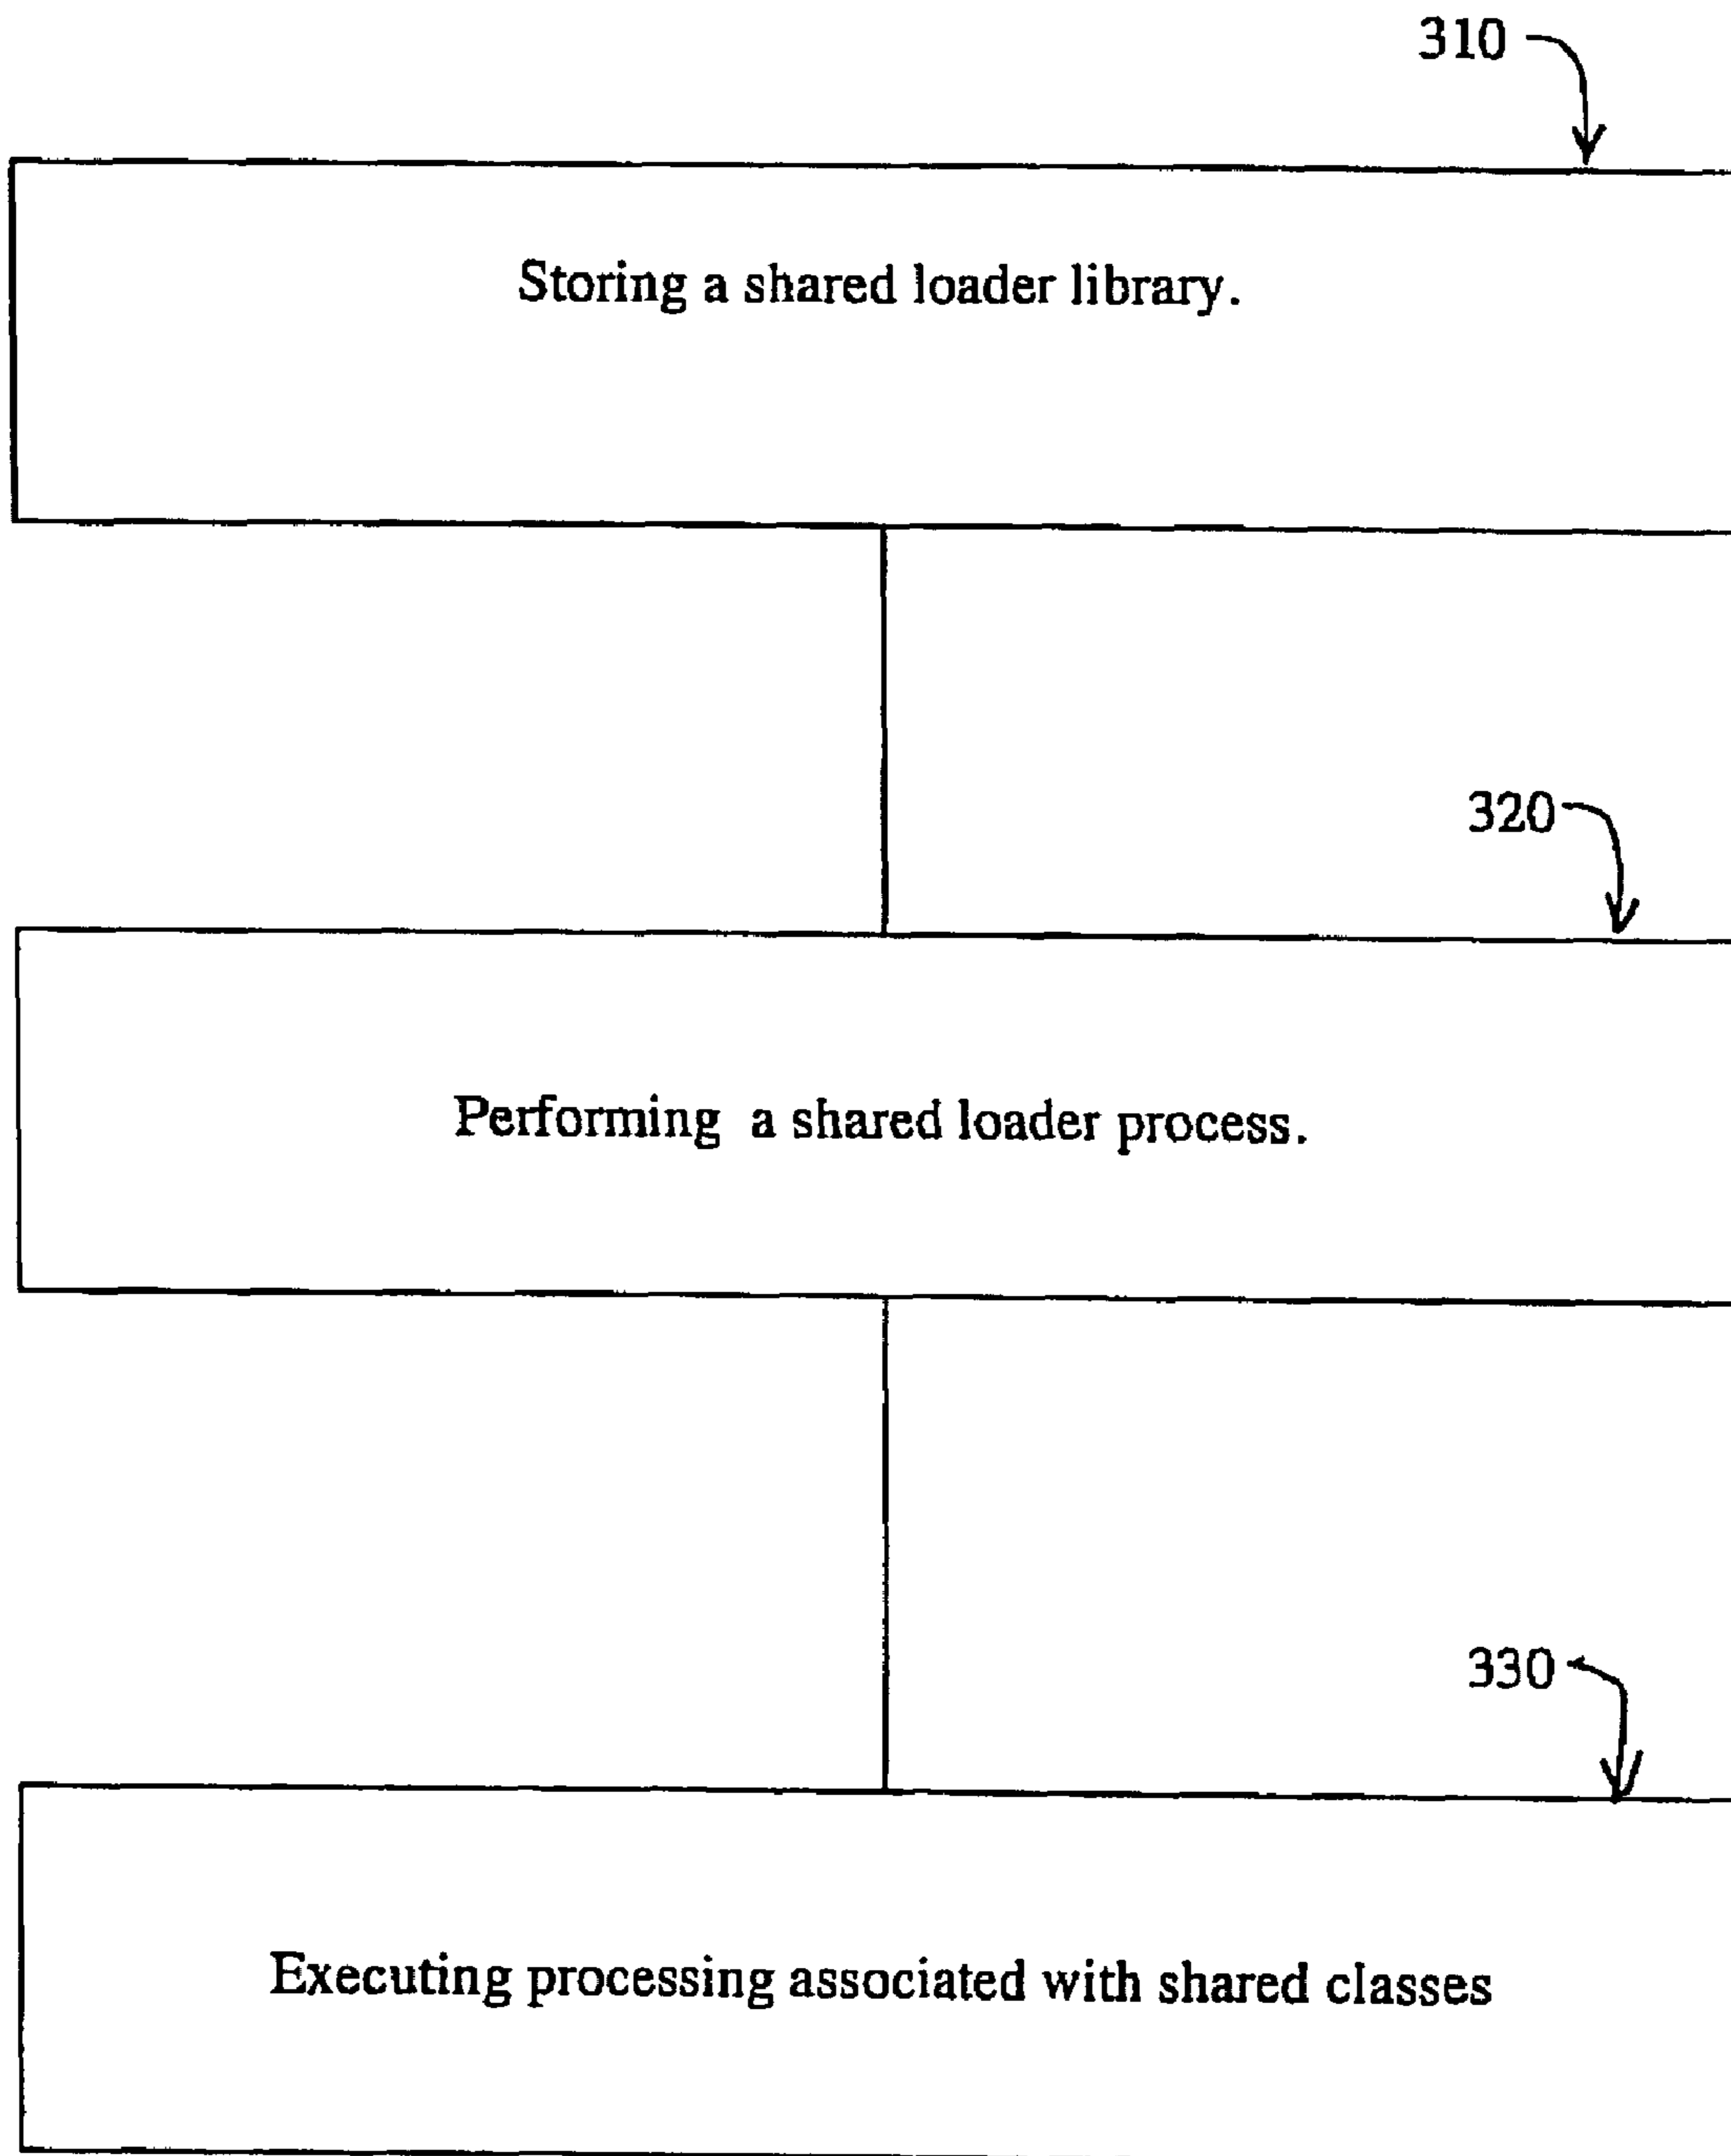 310
Storing a shared loader library.
320
Performing a shared loader process.
330
Executing processing associated with shared classes